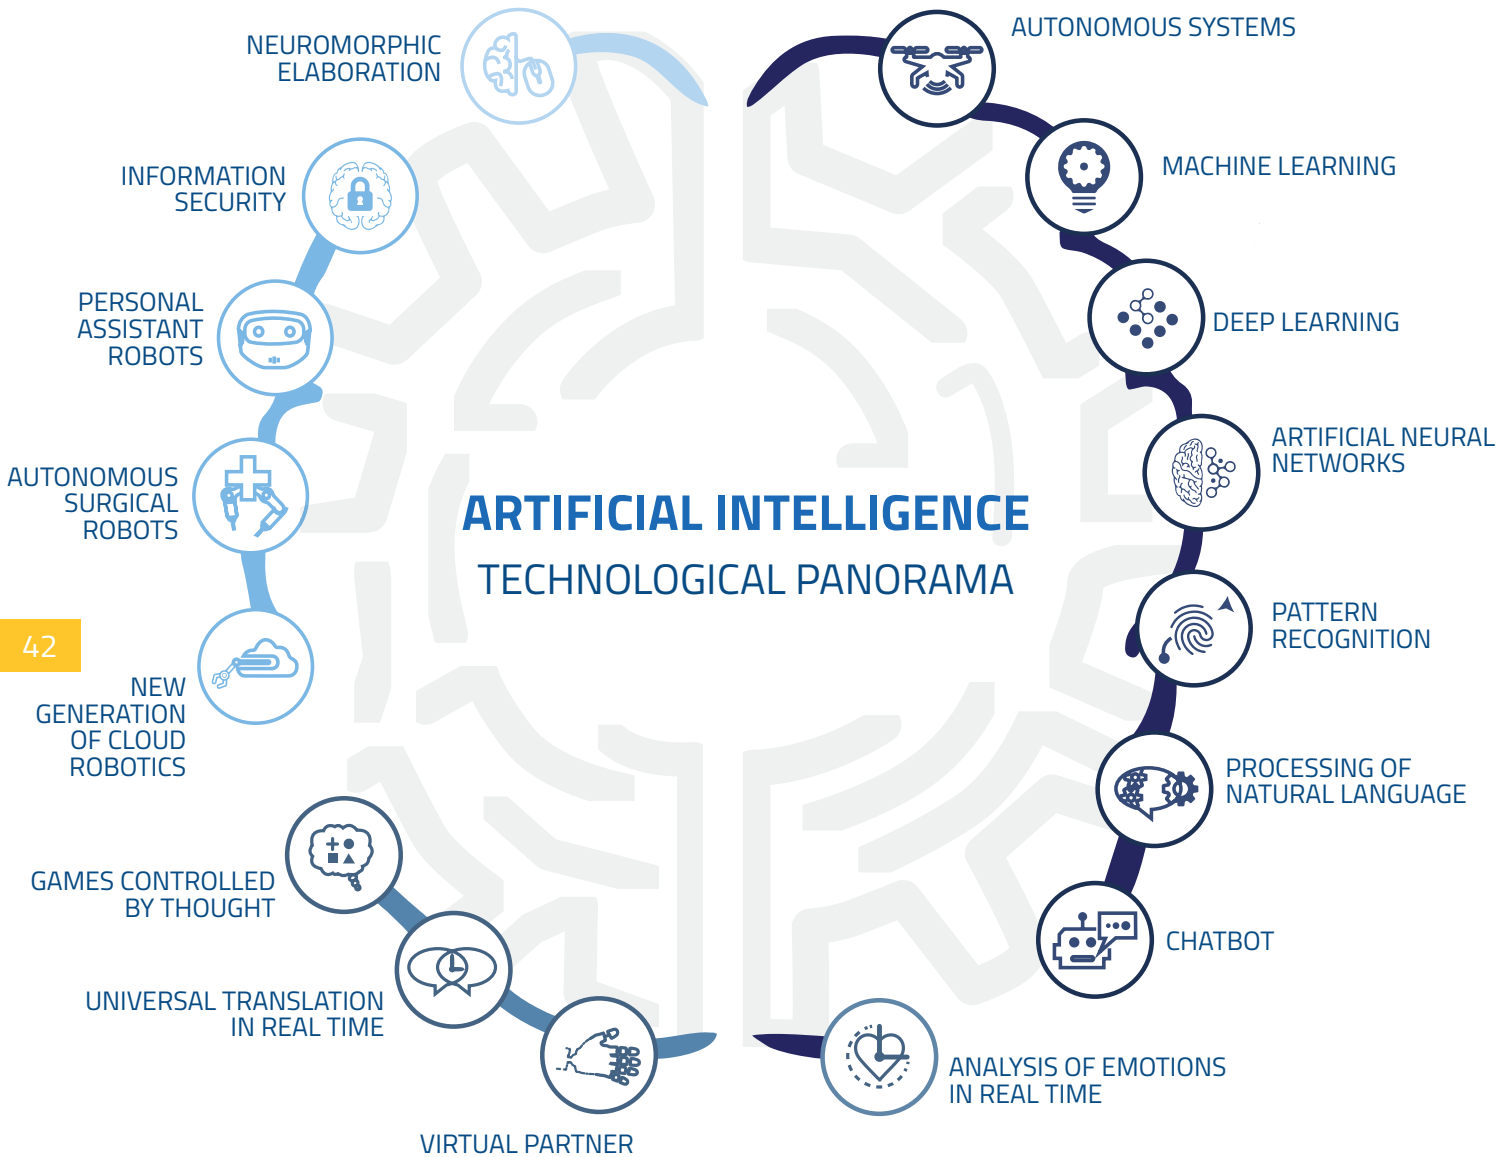 NEUROMORPHIC
ELABORATION
AUTONOMOUS SYSTEMS
INFORMATION
SECURITY
MACHINE LEARNING
PERSONAL
ASSISTANT
ROBOTS
DEEP LEARNING
AUTONOMOUS
SURGICAL
ROBOTS
ARTIFICIAL NEURAL
NETWORKS
ARTIFICIAL INTELLIGENCE
TECHNOLOGICAL PANORAMA
42
NEW
GENERATION
OF CLOUD
ROBOTICS
PATTERN
RECOGNITION
PROCESSING OF
NATURAL LANGUAGE
GAMES CONTROLLED
BY THOUGHT
CHATBOT
UNIVERSAL TRANSLATION
IN REAL TIME
ANALYSIS OF EMOTIONS
IN REAL TIME
VIRTUAL PARTNER